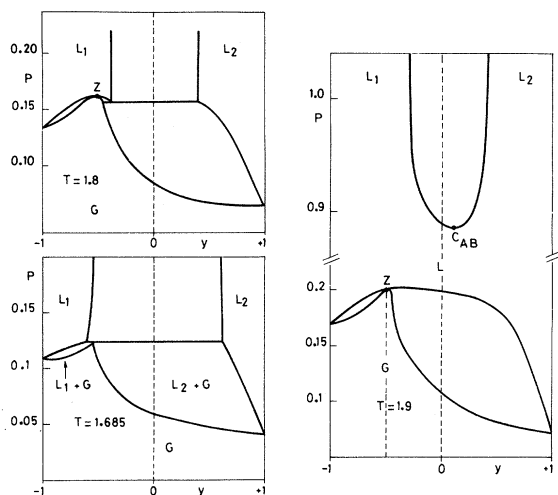 0.20
L1
L2
P
Z
0.15
0.10
T = 1.8
G
-1
0
y
+1
P
L1
L2
0.15
0.1
L1 + G
L2 + G
0.05
T = 1.685
G
-1
0
y
+1
L1
L2
1.0
P
0.9
CAB
L
Z
0.2
0.15
G
0.1
T = 1.9
-1
0
y
+1